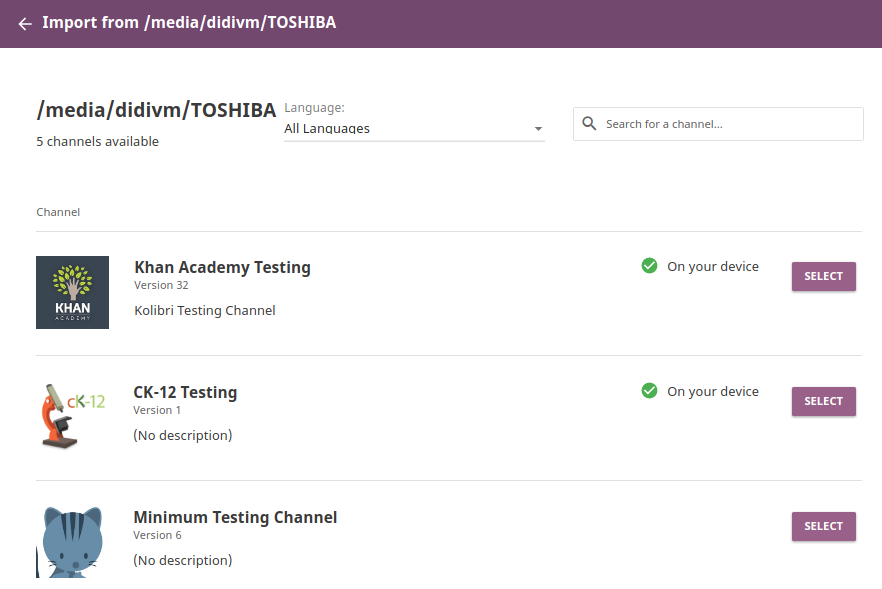 Import from /media/didivm/TOSHIBA
/media/didivm/TOSHIBA
5 channels available
Language:
All Languages
Search for a channel...
Channel
KHAN
ACADEMY
Khan Academy Testing
Version 32
Kolibri Testing Channel
On your device
SELECT
cK-12
CK-12 Testing
Version 1
(No description)
On your device
SELECT
Minimum Testing Channel
Version 6
(No description)
SELECT